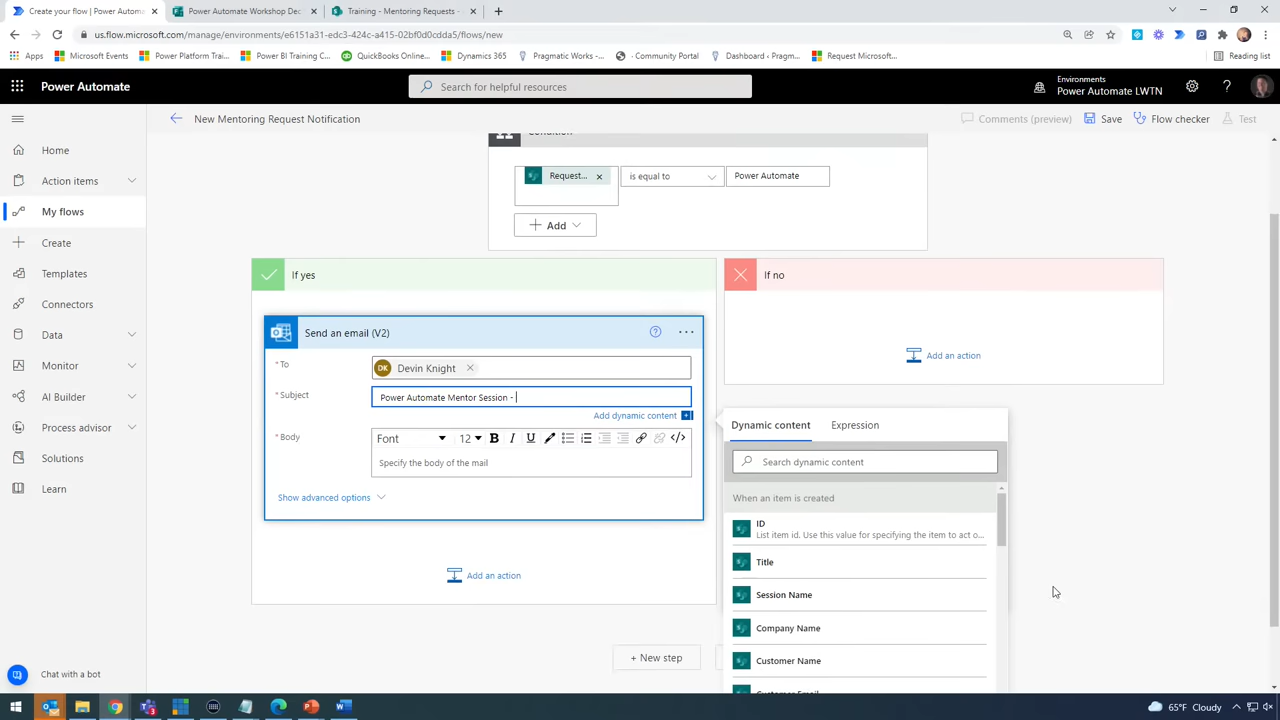 Create your flow | Power Automate
Power Automate Workshop Dec
Training - Mentoring Requests -
us.flow.microsoft.com/manage/environments/e6151a31-edc3-424c-a415-02bf0d0cdda5/flows/new
Apps
Microsoft Events
Power Platform Trai...
Power BI Training C...
QuickBooks Online...
Dynamics 365
Pragmatic Works -...
- Community Portal
Dashboard ‹ Pragm...
Request Microsoft...
Reading list
Power Automate
Search for helpful resources
Environments
Power Automate LWTN
New Mentoring Request Notification
Comments (preview)
Save
Flow checker
Test
Home
Action items
My flows
Create
Templates
Connectors
Data
Monitor
AI Builder
Process advisor
Solutions
Learn
Chat with a bot
Condition
Request...
is equal to
Power Automate
Add
If yes
Send an email (V2)
* To
DK
Devin Knight
* Subject
Power Automate Mentor Session -
Add dynamic content
* Body
Font
12
B
I
U
</>
Specify the body of the mail
Show advanced options
Add an action
If no
Add an action
+ New step
Dynamic content
Expression
Search dynamic content
When an item is created
ID
List item id. Use this value for specifying the item to act o...
Title
Session Name
Company Name
Customer Name
Customer Email
65°F Cloudy